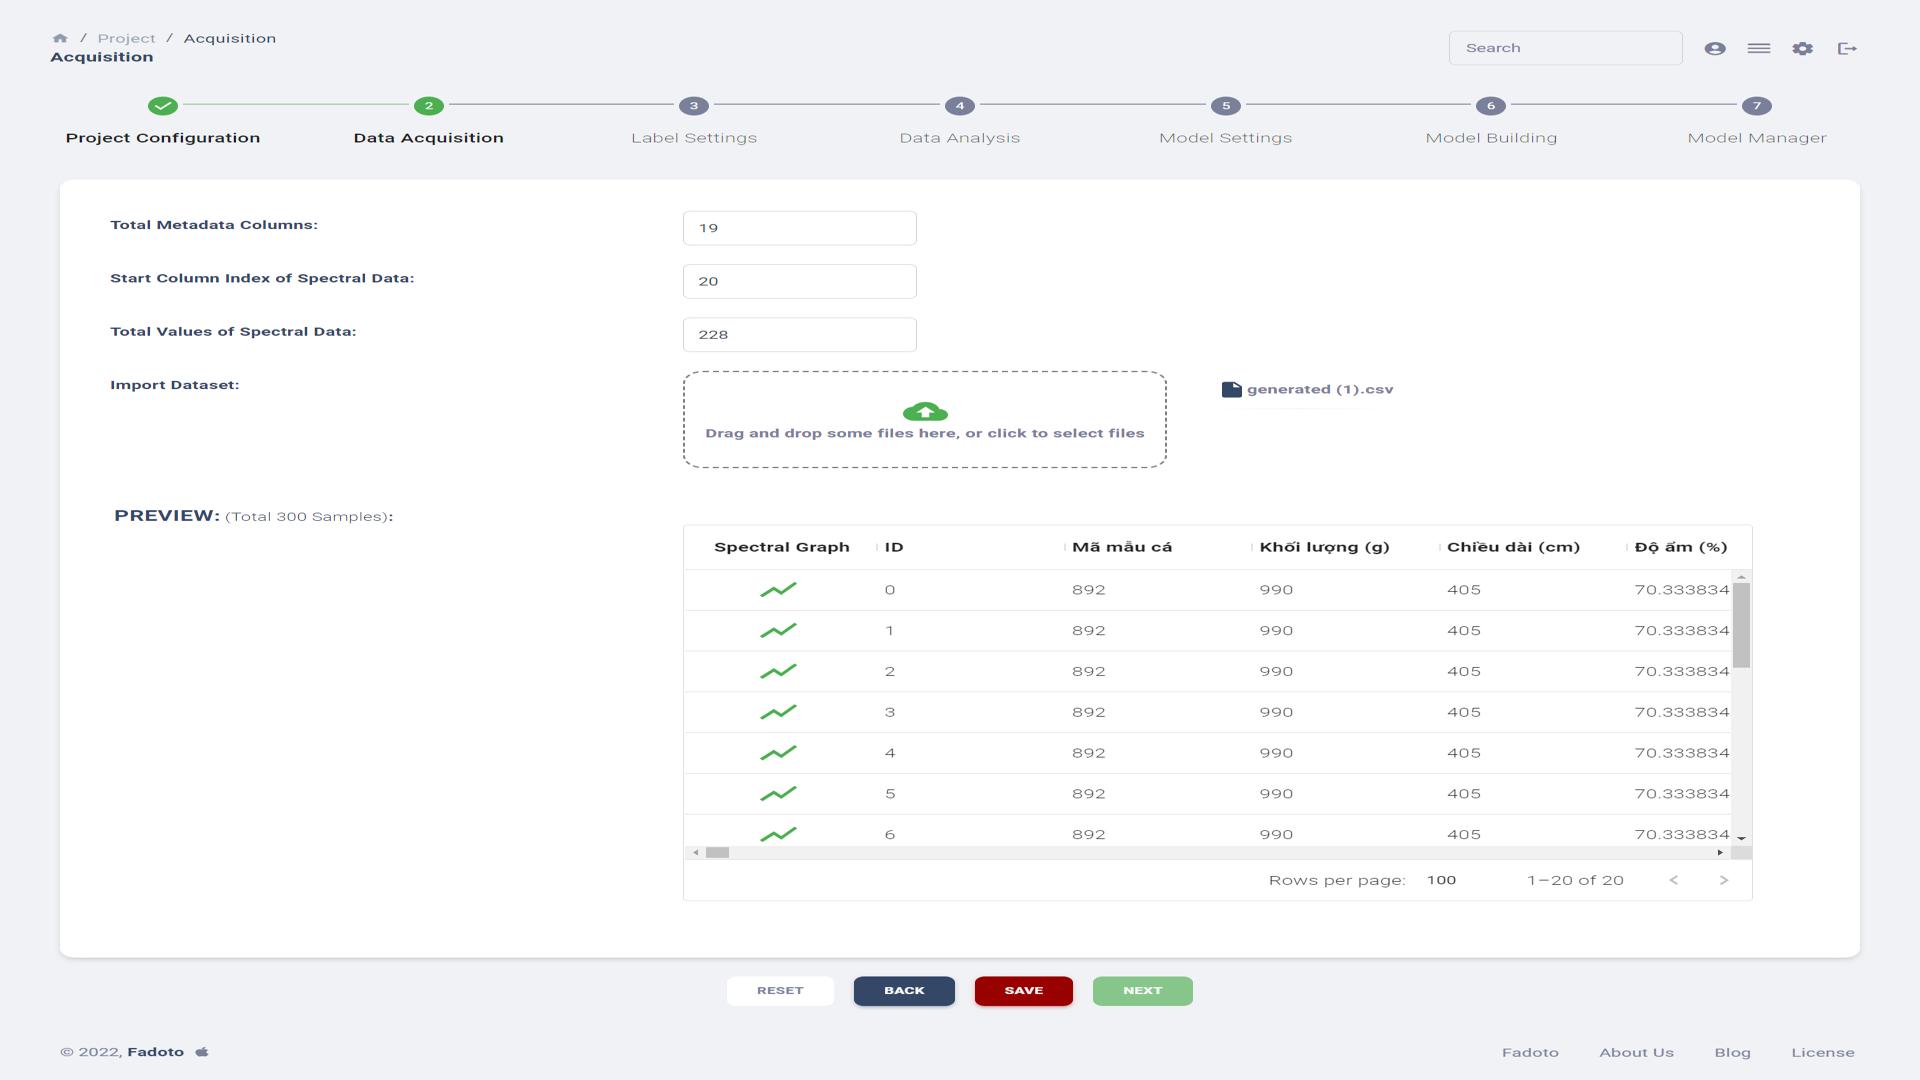 / Project / Acquisition
Acquisition
Search
2 3 4 5 6 7
Project Configuration Data Acquisition Label Settings Data Analysis Model Settings Model Building Model Manager
Total Metadata Columns: 19
Start Column Index of Spectral Data: 20
Total Values of Spectral Data: 228
Import Dataset:
generated (1).csv
Drag and drop some files here, or click to select files
PREVIEW: (Total 300 Samples):
Spectral Graph ID Mã mẫu cá Khối lượng (g) Chiều dài (cm) Độ ẩm (%)
0 892 990 405 70.333834
1 892 990 405 70.333834
2 892 990 405 70.333834
3 892 990 405 70.333834
4 892 990 405 70.333834
5 892 990 405 70.333834
6 892 990 405 70.333834
Rows per page: 100 1–20 of 20
RESET BACK SAVE NEXT
© 2022, Fadoto Fadoto About Us Blog License